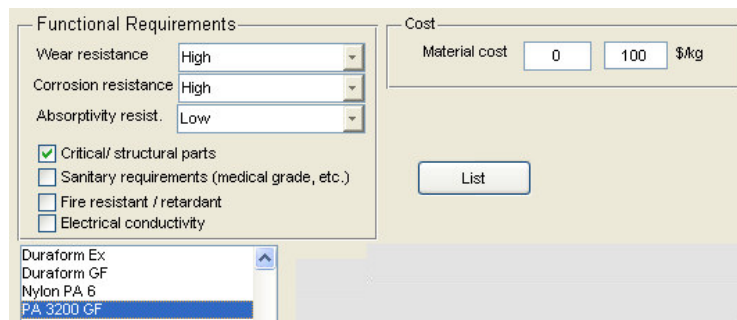 Functional Requirements
Wear resistance High
Corrosion resistance High
Absorptivity resist. Low
Critical/ structural parts
Sanitary requirements (medical grade, etc.)
Fire resistant / retardant
Electrical conductivity
Cost
Material cost 0 100 $/kg
List
Duraform Ex
Duraform GF
Nylon PA 6
PA 3200 GF